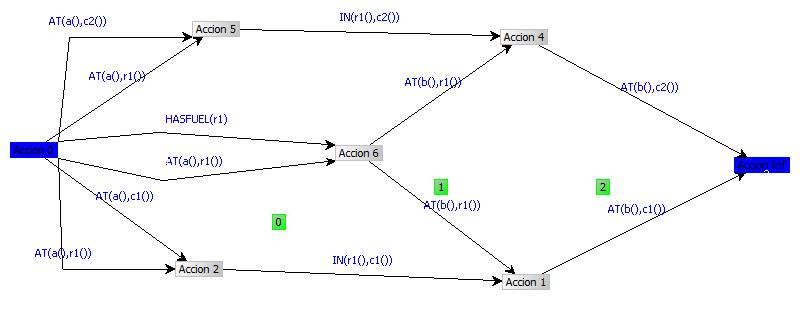 AT(a(),c2())
Accion 5
IN(r1(),c2())
Accion 4
AT(a(),r1())
AT(b(),r1())
AT(b(),c2())
HASFUEL(r1)
Accion 0
Accion 6
AT(a(),r1())
Accion Inf.
1
2
AT(a(),c1())
AT(b(),r1())
AT(b(),c1())
0
AT(a(),r1())
Accion 2
IN(r1(),c1())
Accion 1